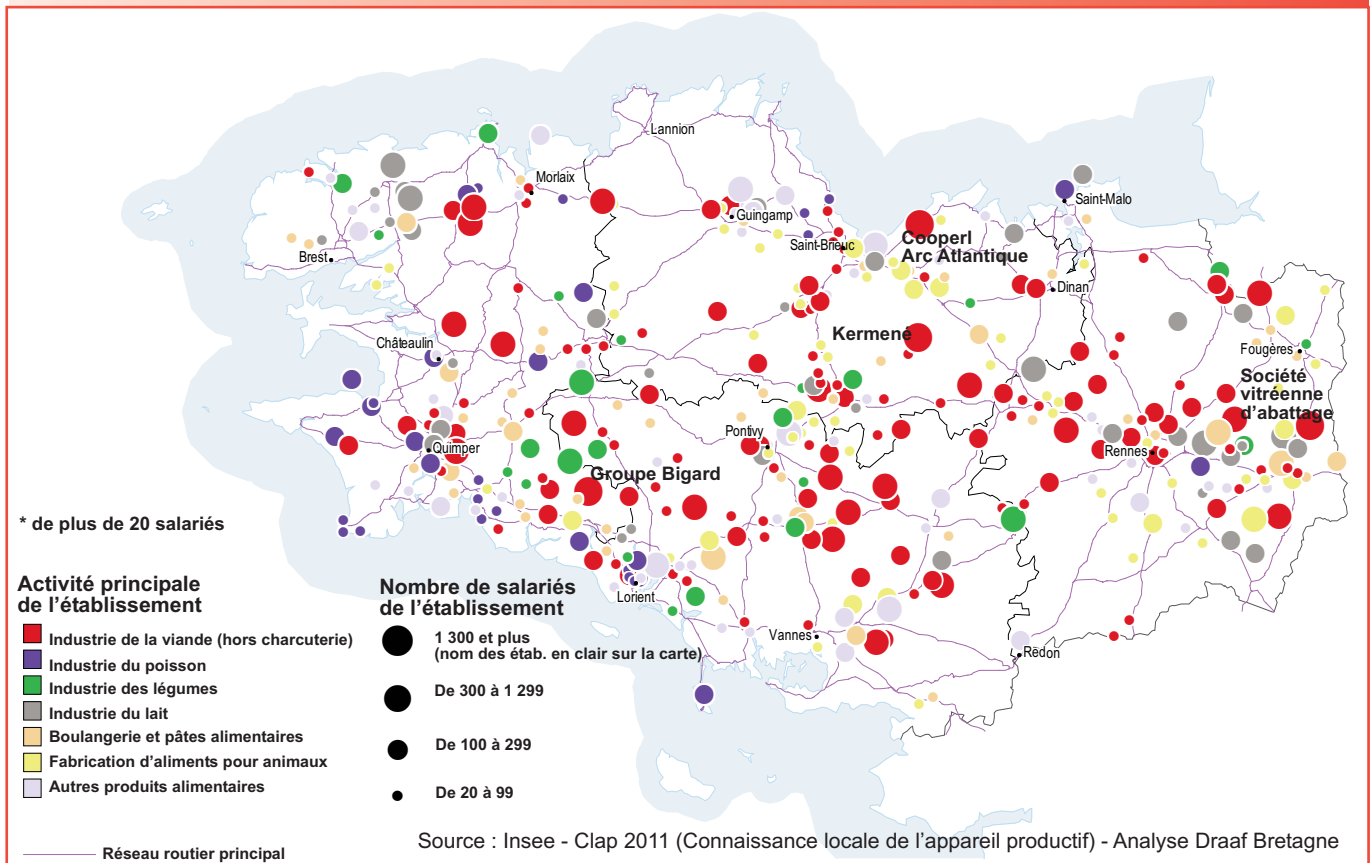 Lannion
Morlaix
Guingamp
Saint-Malo
Brest
Saint-Brieuc
Cooperl
Arc Atlantique
Dinan
Kermené
Châteaulin
Fougères
Société
vitréenne
d'abattage
Pontivy
Quimper
Rennes
Groupe Bigard
* de plus de 20 salariés
Lorient
Vannes
Redon
Activité principale
de l'établissement
Industrie de la viande (hors charcuterie)
Industrie du poisson
Industrie des légumes
Industrie du lait
Boulangerie et pâtes alimentaires
Fabrication d'aliments pour animaux
Autres produits alimentaires
Réseau routier principal
Nombre de salariés
de l'établissement
1 300 et plus
(nom des étab. en clair sur la carte)
De 300 à 1 299
De 100 à 299
De 20 à 99
Source : Insee - Clap 2011 (Connaissance locale de l'appareil productif) - Analyse Draaf Bretagne